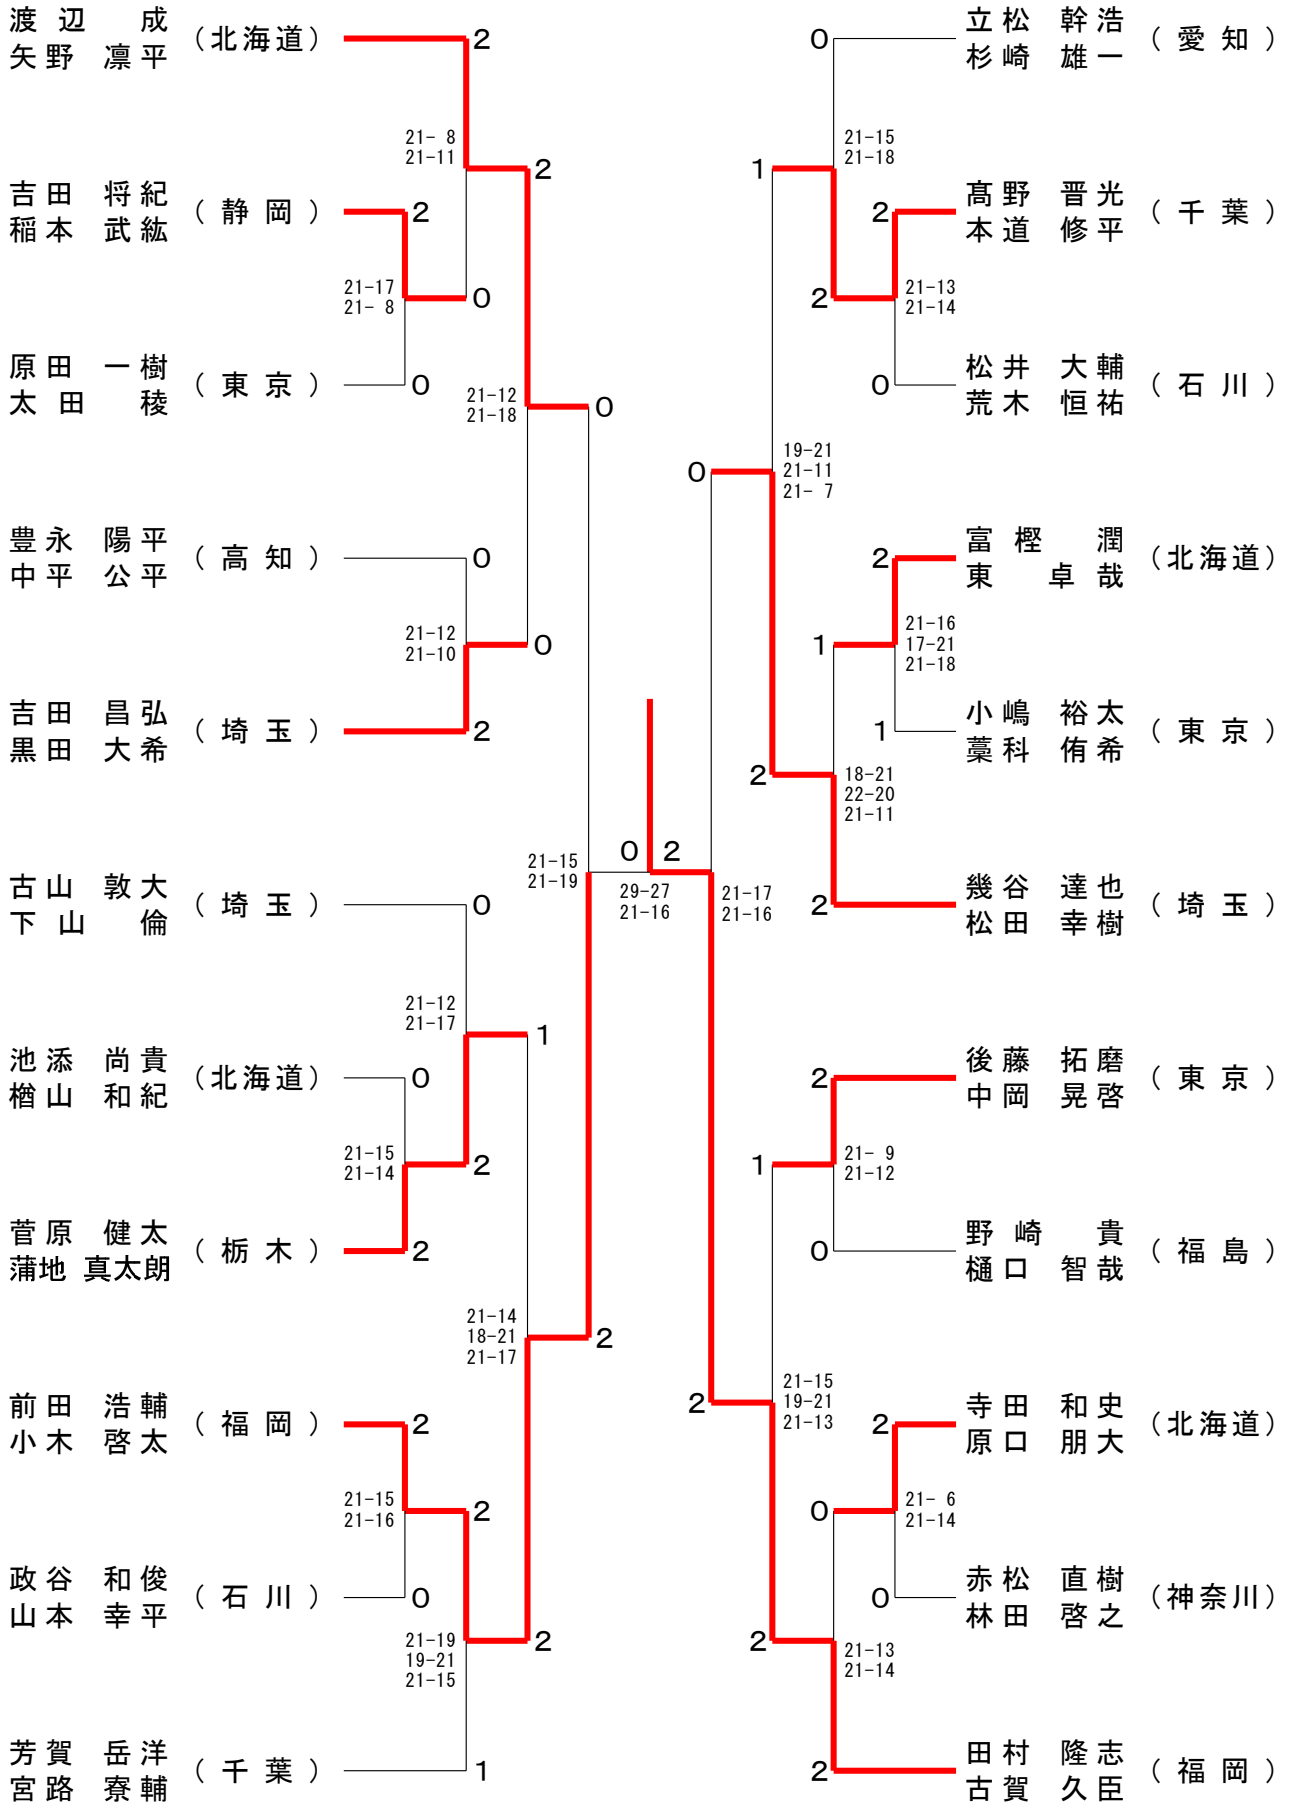 渡辺 成
矢野 凛平
（北海道）
2
21- 8
21-11
2
吉田 将紀
稲本 武紘
（静岡）
2
21-17
21- 8
0
原田 一樹
太田 稜
（東京）
0
21-12
21-18
0
豊永 陽平
中平 公平
（高知）
0
21-12
21-10
0
吉田 昌弘
黒田 大希
（埼玉）
2
21-15
21-19
古山 敦大
下山 倫
（埼玉）
0
21-12
21-17
1
池添 尚貴
楢山 和紀
（北海道）
0
21-15
21-14
2
菅原 健太
蒲地 真太朗
（栃木）
2
21-14
18-21
21-17
2
前田 浩輔
小木 啓太
（福岡）
2
21-15
21-16
2
政谷 和俊
山本 幸平
（石川）
0
21-19
19-21
21-15
2
芳賀 岳洋
宮路 寮輔
（千葉）
1
0 2
29-27
21-16
0
立松 幹浩
杉崎 雄一
（愛知）
21-15
21-18
1
2
髙野 晋光
本道 修平
（千葉）
2
21-13
21-14
0
松井 大輔
荒木 恒祐
（石川）
0
19-21
21-11
21- 7
2
富樫 潤
東 卓哉
（北海道）
1
21-16
17-21
21-18
1
小嶋 裕太
藁科 侑希
（東京）
2
18-21
22-20
21-11
2
幾谷 達也
松田 幸樹
（埼玉）
21-17
21-16
2
後藤 拓磨
中岡 晃啓
（東京）
1
21- 9
21-12
0
野崎 貴
樋口 智哉
（福島）
2
21-15
19-21
21-13
2
寺田 和史
原口 朋大
（北海道）
0
21- 6
21-14
0
赤松 直樹
林田 啓之
（神奈川）
2
21-13
21-14
2
田村 隆志
古賀 久臣
（福岡）